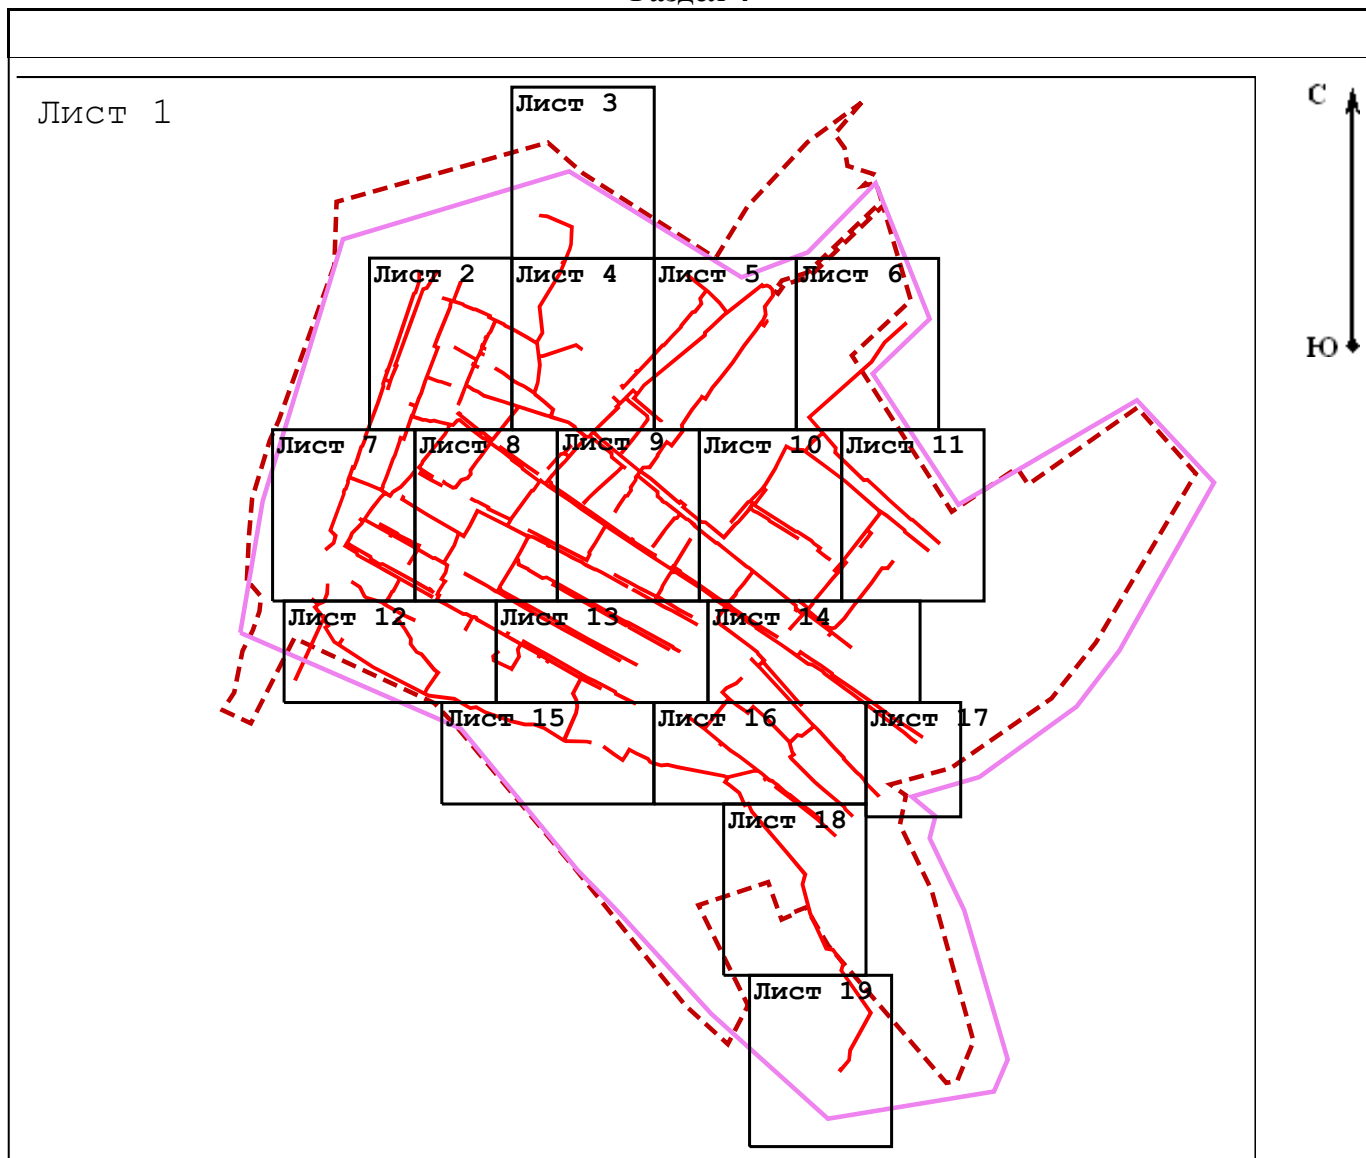 Лист 1
Лист 3
С
Лист 2
Лист 4
Лист 5
Лист 6
Ю
Лист 7
Лист 8
Лист 9
Лист 10
Лист 11
Лист 12
Лист 13
Лист 14
Лист 15
Лист 16
Лист 17
Лист 18
Лист 19